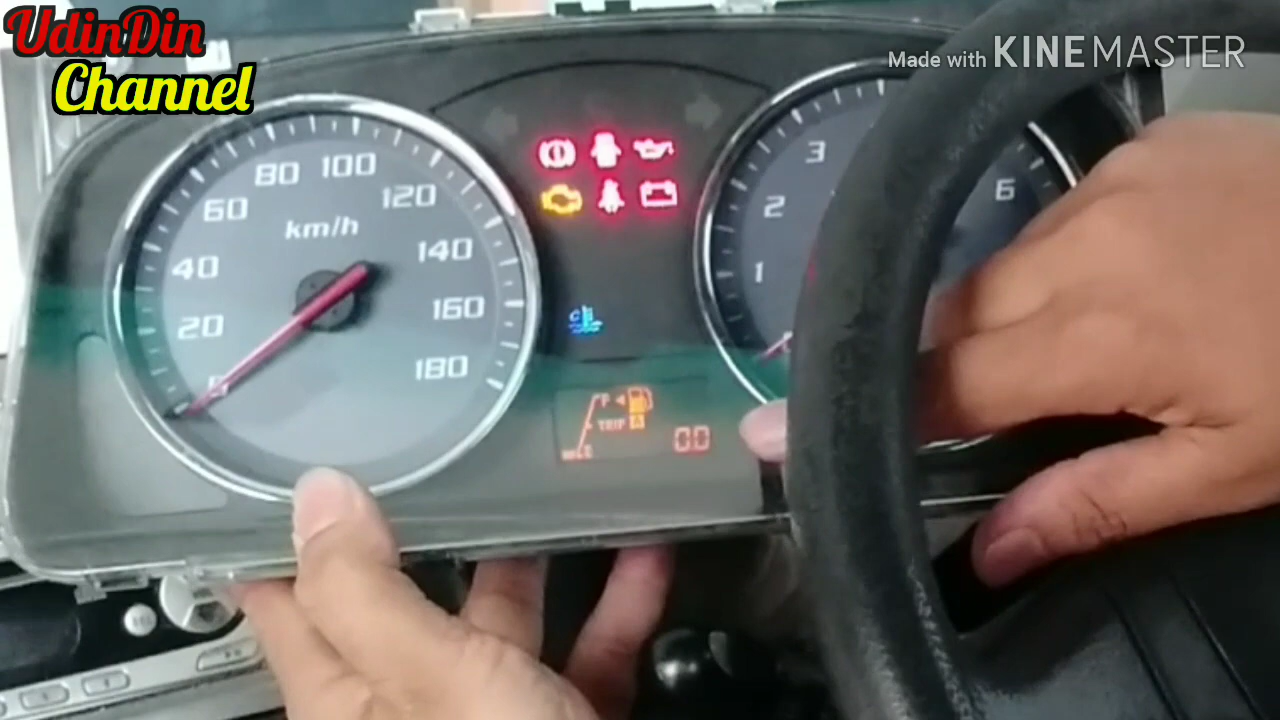 UdinDin
Channel
Made with KINEMASTER
80 100
60 120
km/h
40 140
20 160
0 180
3
2 6
1
C
F
TRIP A
00